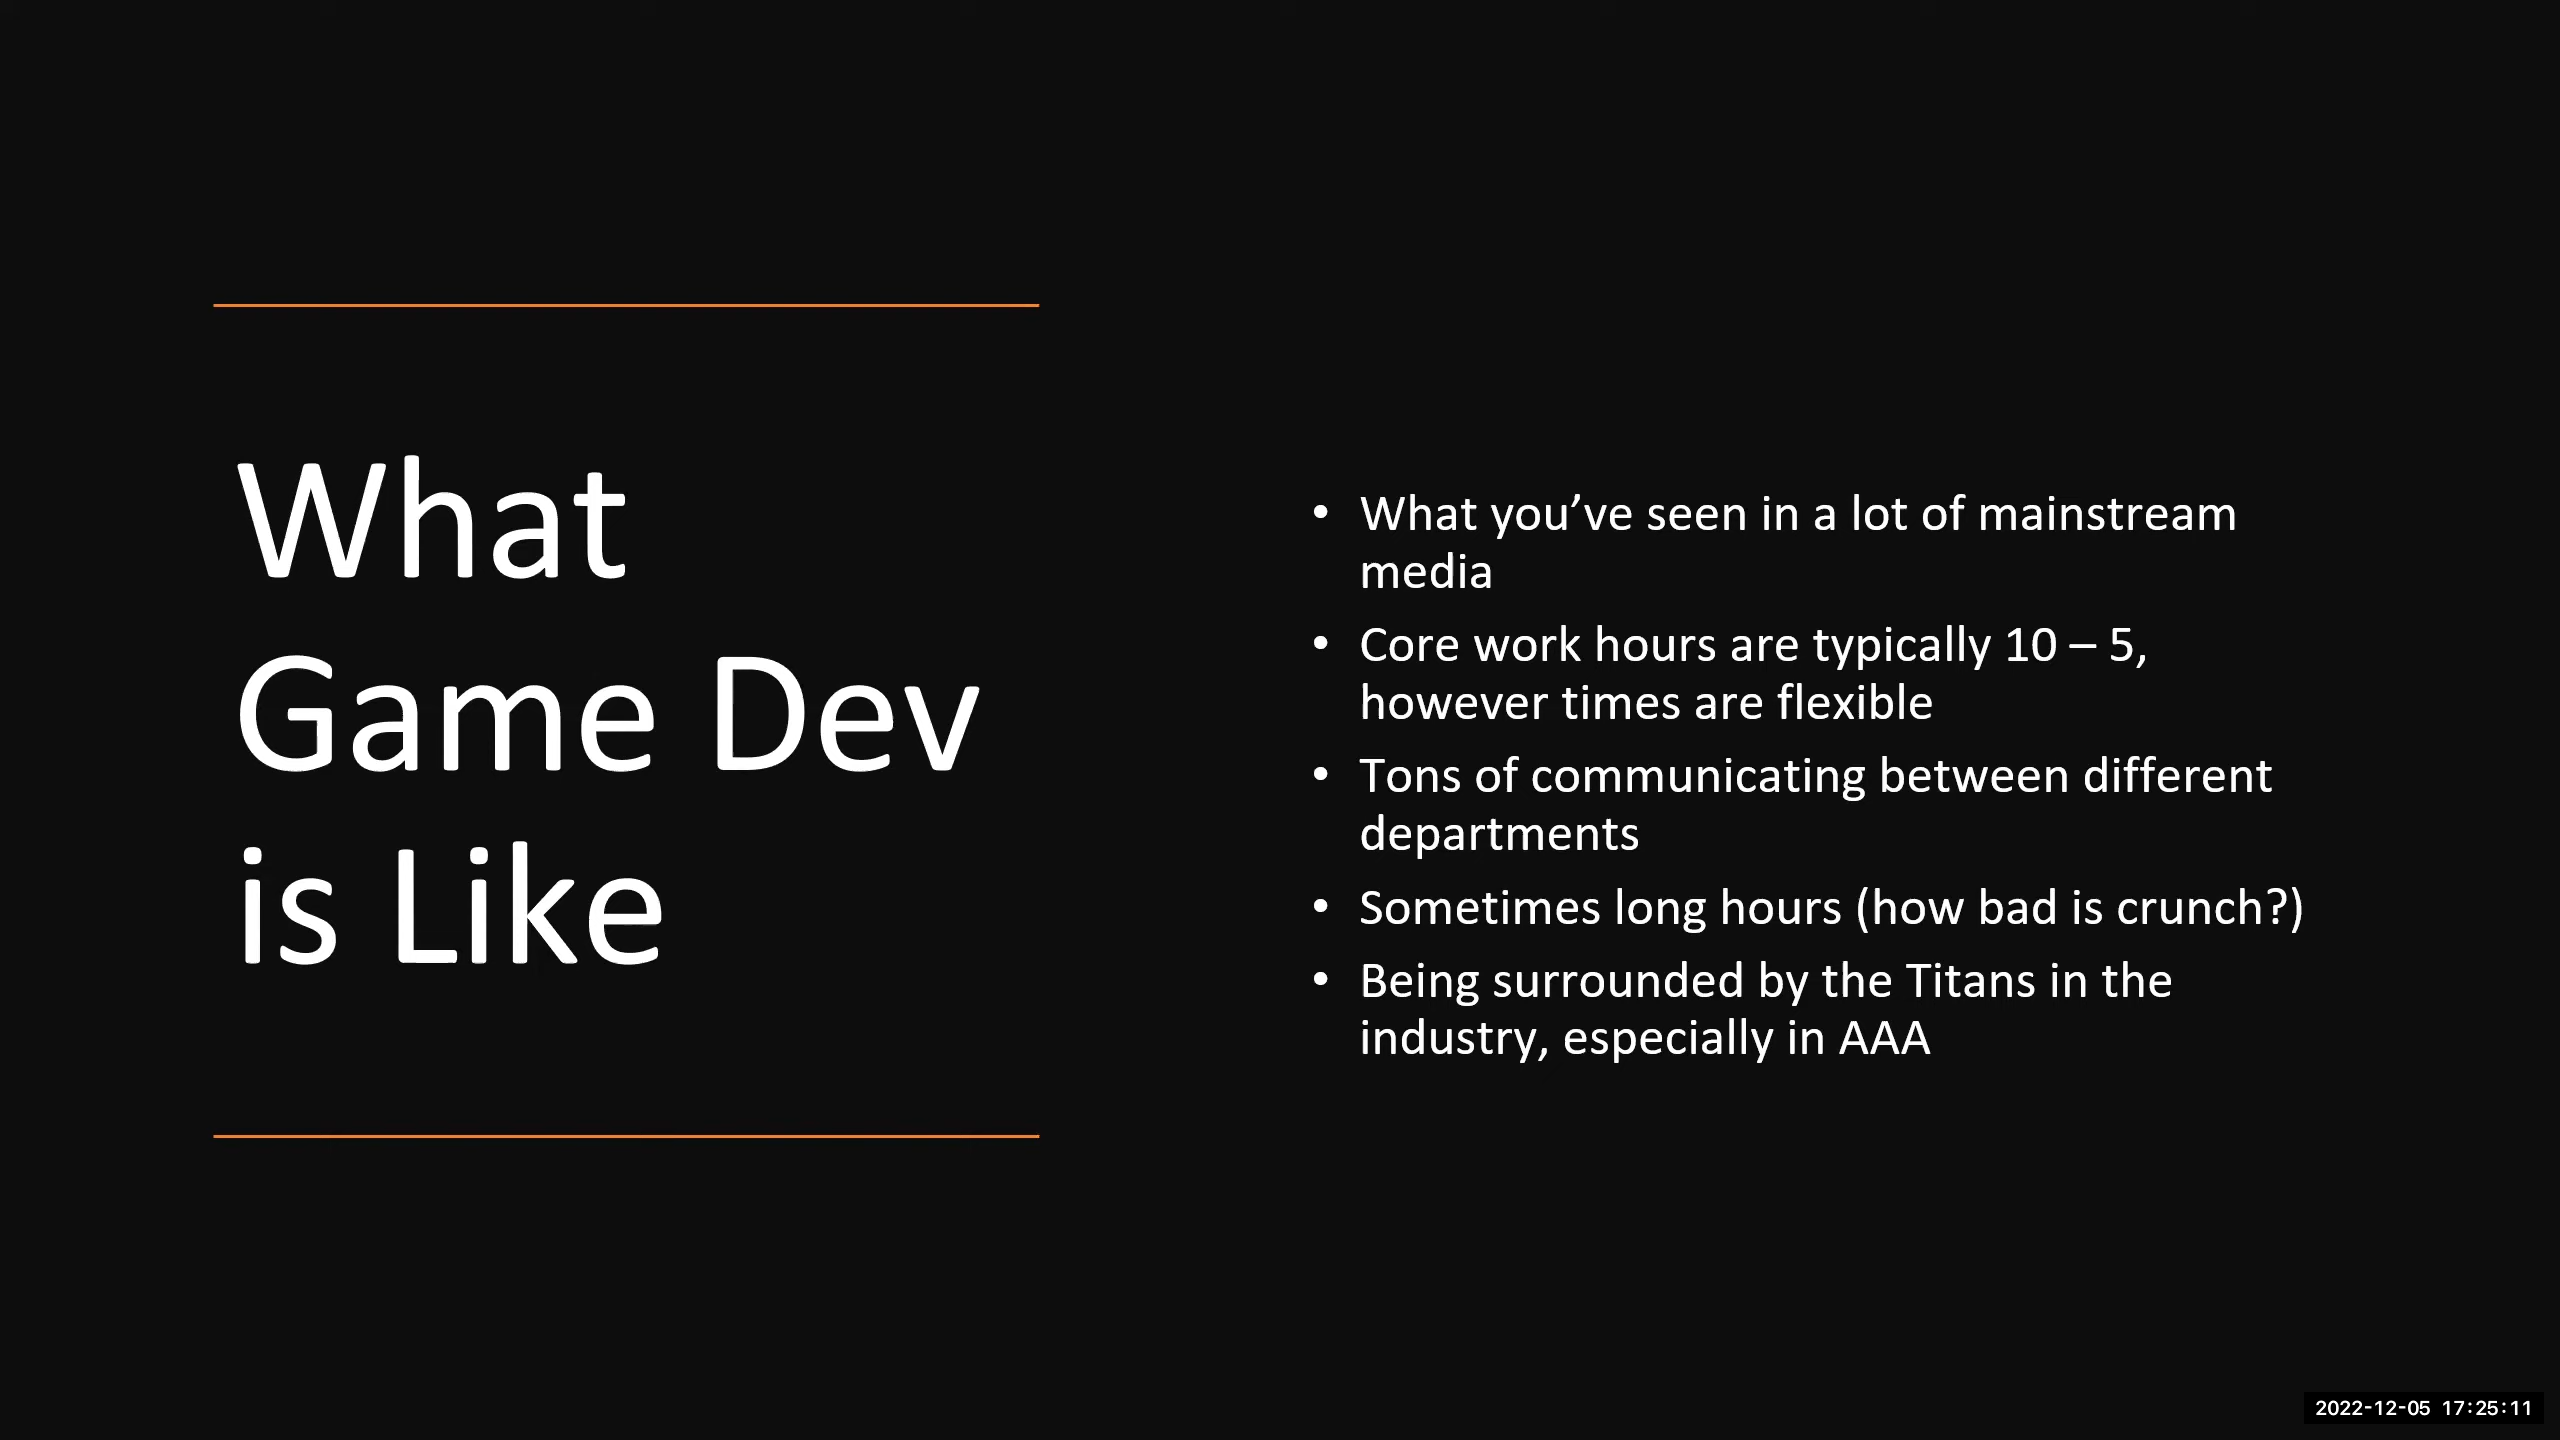 What
Game Dev
is Like
• What you’ve seen in a lot of mainstream
media
• Core work hours are typically 10 – 5,
however times are flexible
• Tons of communicating between different
departments
• Sometimes long hours (how bad is crunch?)
• Being surrounded by the Titans in the
industry, especially in AAA
2022-12-05 17:25:11